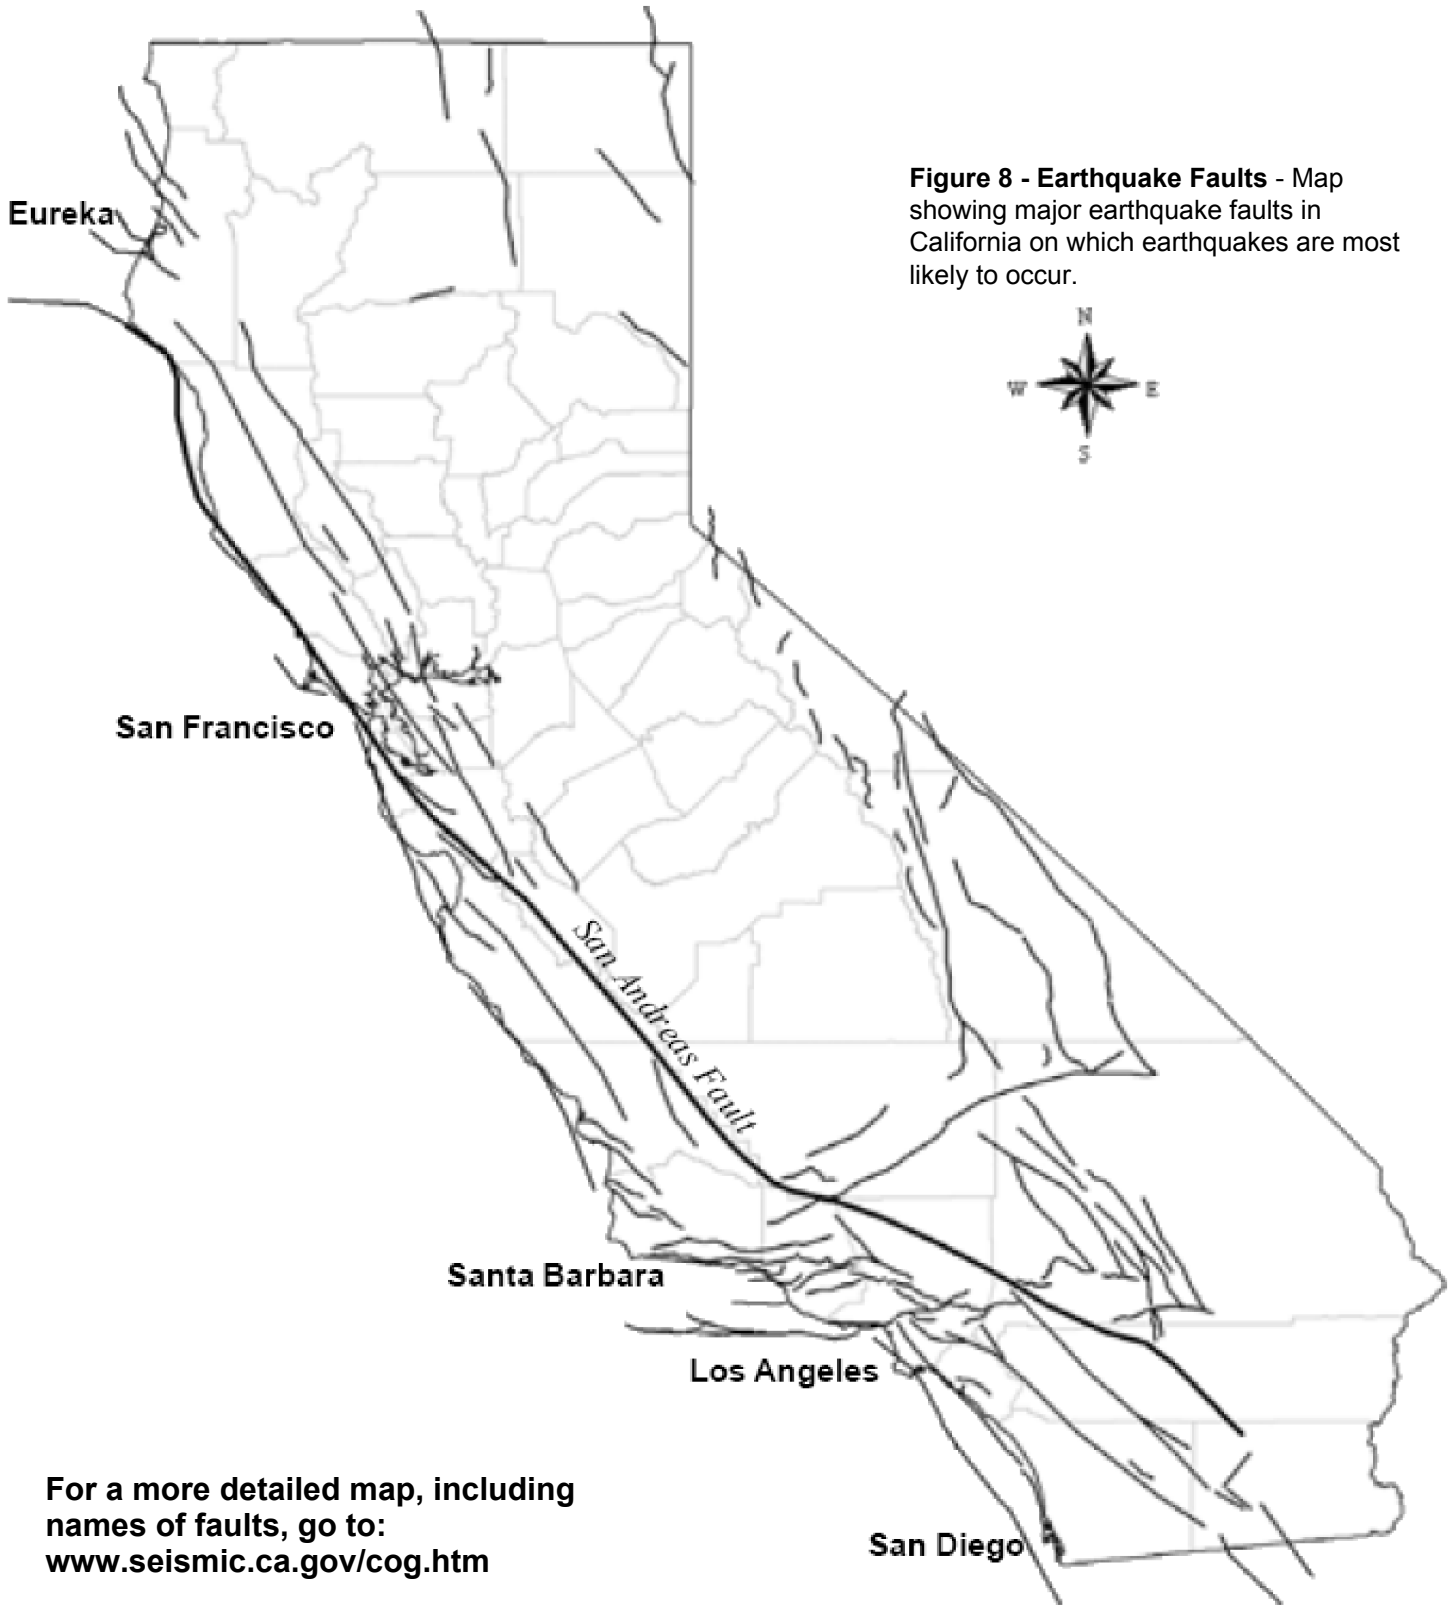 Figure 8 - Earthquake Faults - Map
showing major earthquake faults in
California on which earthquakes are most
likely to occur.
N
W
E
S
Eureka
San Francisco
San Andreas Fault
Santa Barbara
Los Angeles
San Diego
For a more detailed map, including
names of faults, go to:
www.seismic.ca.gov/cog.htm